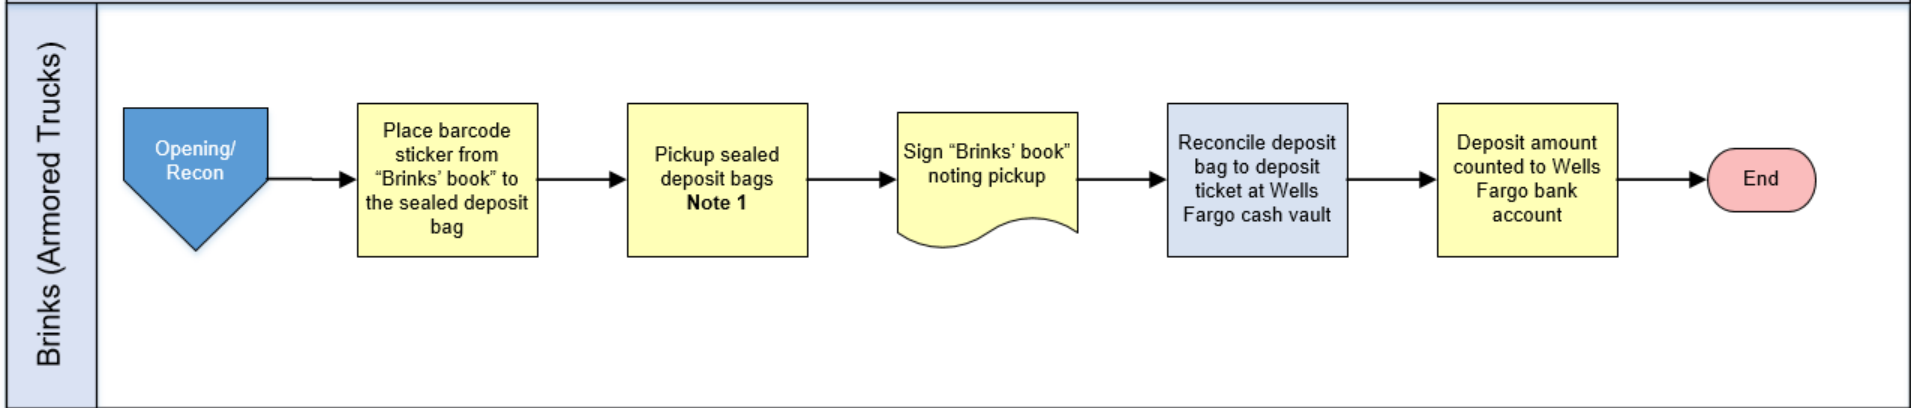 Brinks (Armored Trucks)
Opening/
Recon
Place barcode
sticker from
“Brinks’ book” to
the sealed deposit
bag
Pickup sealed
deposit bags
Note 1
Sign “Brinks’ book”
noting pickup
Reconcile deposit
bag to deposit
ticket at Wells
Fargo cash vault
Deposit amount
counted to Wells
Fargo bank
account
End